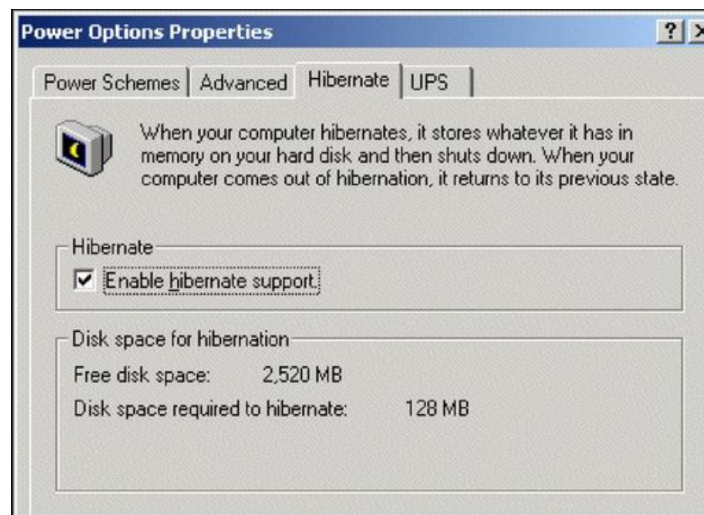 Power Options Properties
Power Schemes Advanced Hibernate UPS
When your computer hibernates, it stores whatever it has in
memory on your hard disk and then shuts down. When your
computer comes out of hibernation, it returns to its previous state.
Hibernate
Enable hibernate support.
Disk space for hibernation
Free disk space: 2,520 MB
Disk space required to hibernate: 128 MB